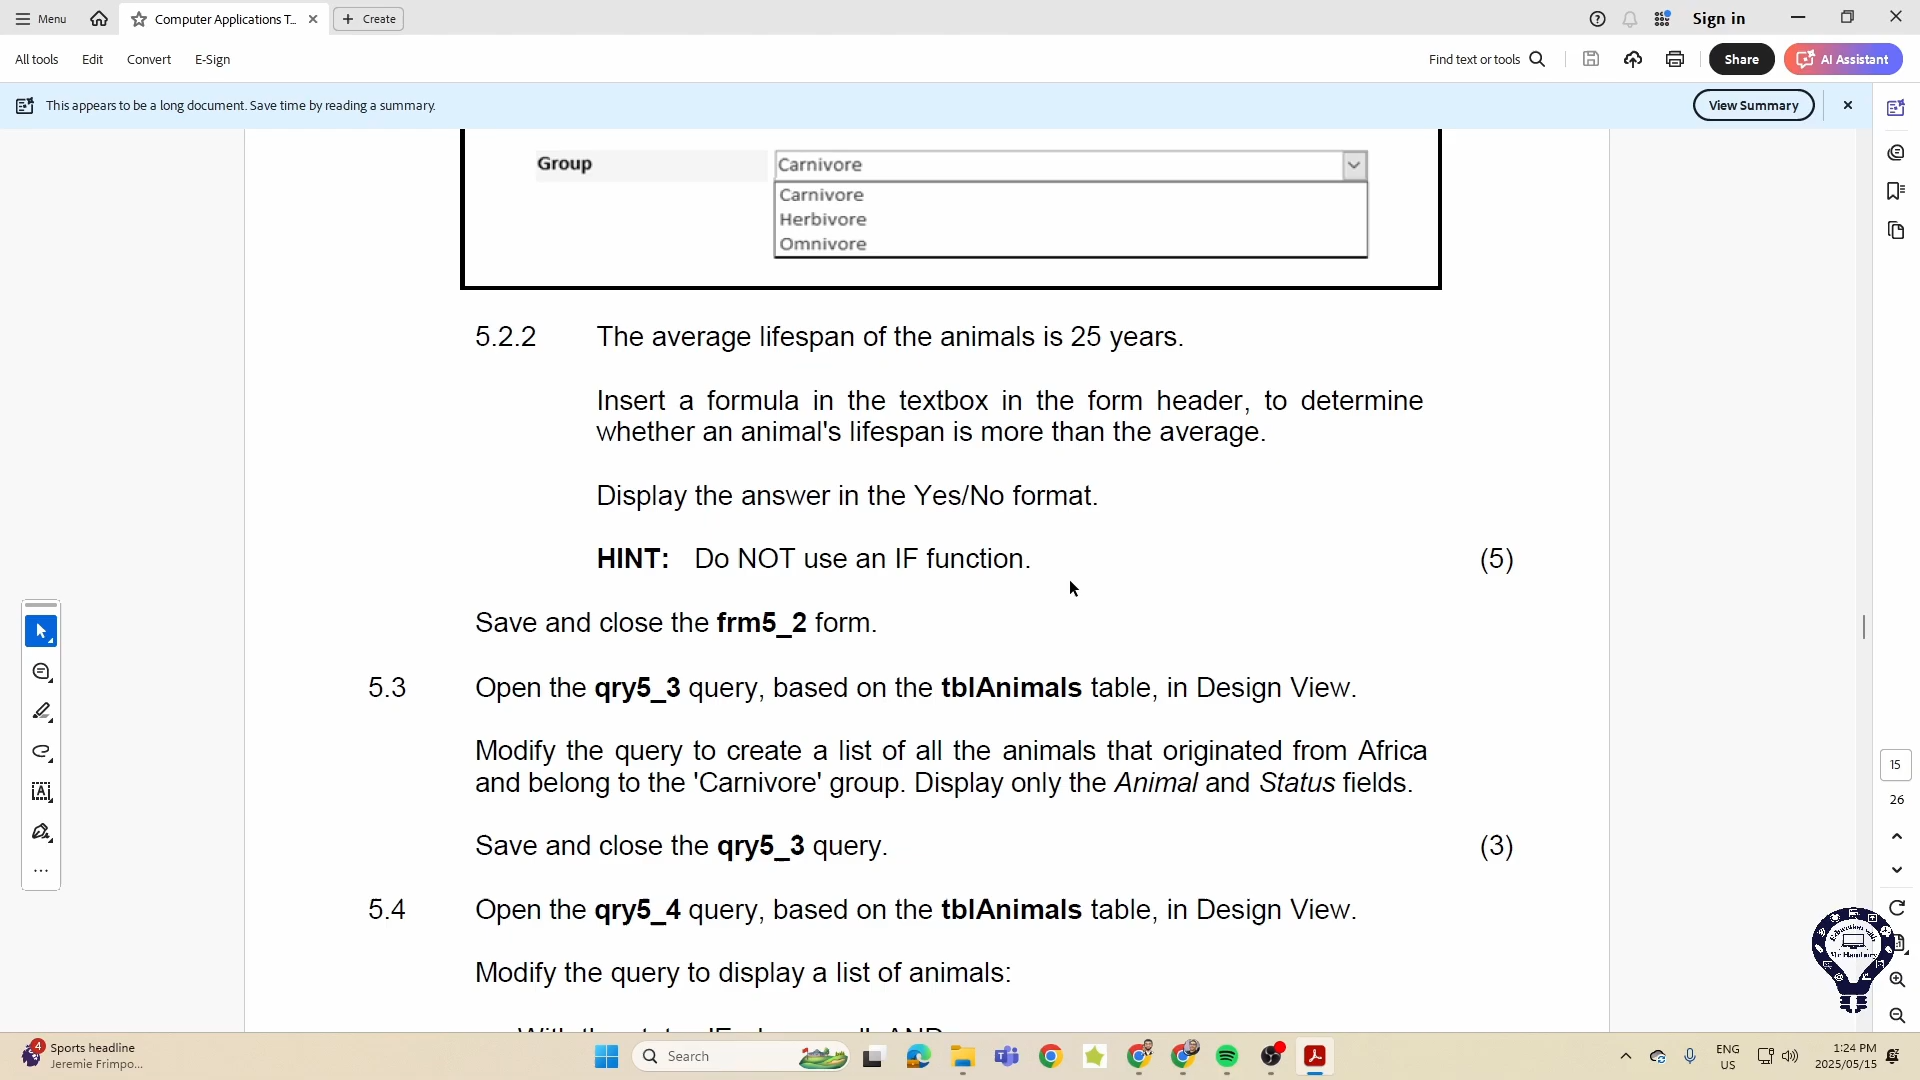 Menu
Computer Applications T...
Create
Sign in
All tools
Edit
Convert
E-Sign
Find text or tools
Share
AI Assistant
This appears to be a long document. Save time by reading a summary.
View Summary
Group
Carnivore
Carnivore
Herbivore
Omnivore
5.2.2 The average lifespan of the animals is 25 years.
Insert a formula in the textbox in the form header, to determine
whether an animal's lifespan is more than the average.
Display the answer in the Yes/No format.
HINT: Do NOT use an IF function. (5)
Save and close the frm5_2 form.
5.3 Open the qry5_3 query, based on the tblAnimals table, in Design View.
Modify the query to create a list of all the animals that originated from Africa
and belong to the 'Carnivore' group. Display only the Animal and Status fields.
Save and close the qry5_3 query. (3)
5.4 Open the qry5_4 query, based on the tblAnimals table, in Design View.
Modify the query to display a list of animals:
15
26
4
Sports headline
Jeremie Frimpo...
Search
ENG
US
1:24 PM
2025/05/15